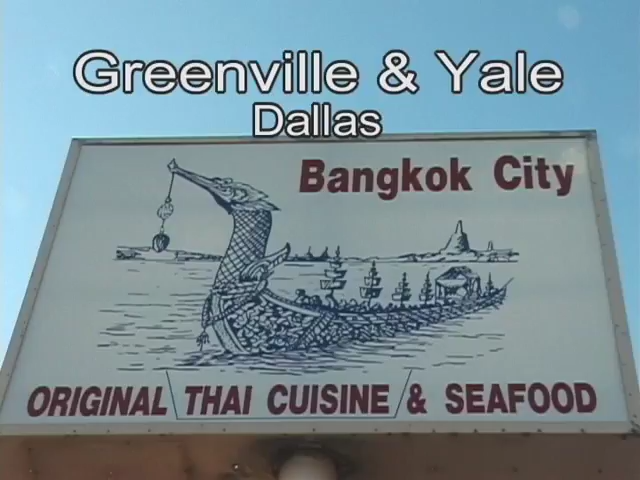 Greenville & Yale
Dallas
Bangkok City
ORIGINAL THAI CUISINE & SEAFOOD